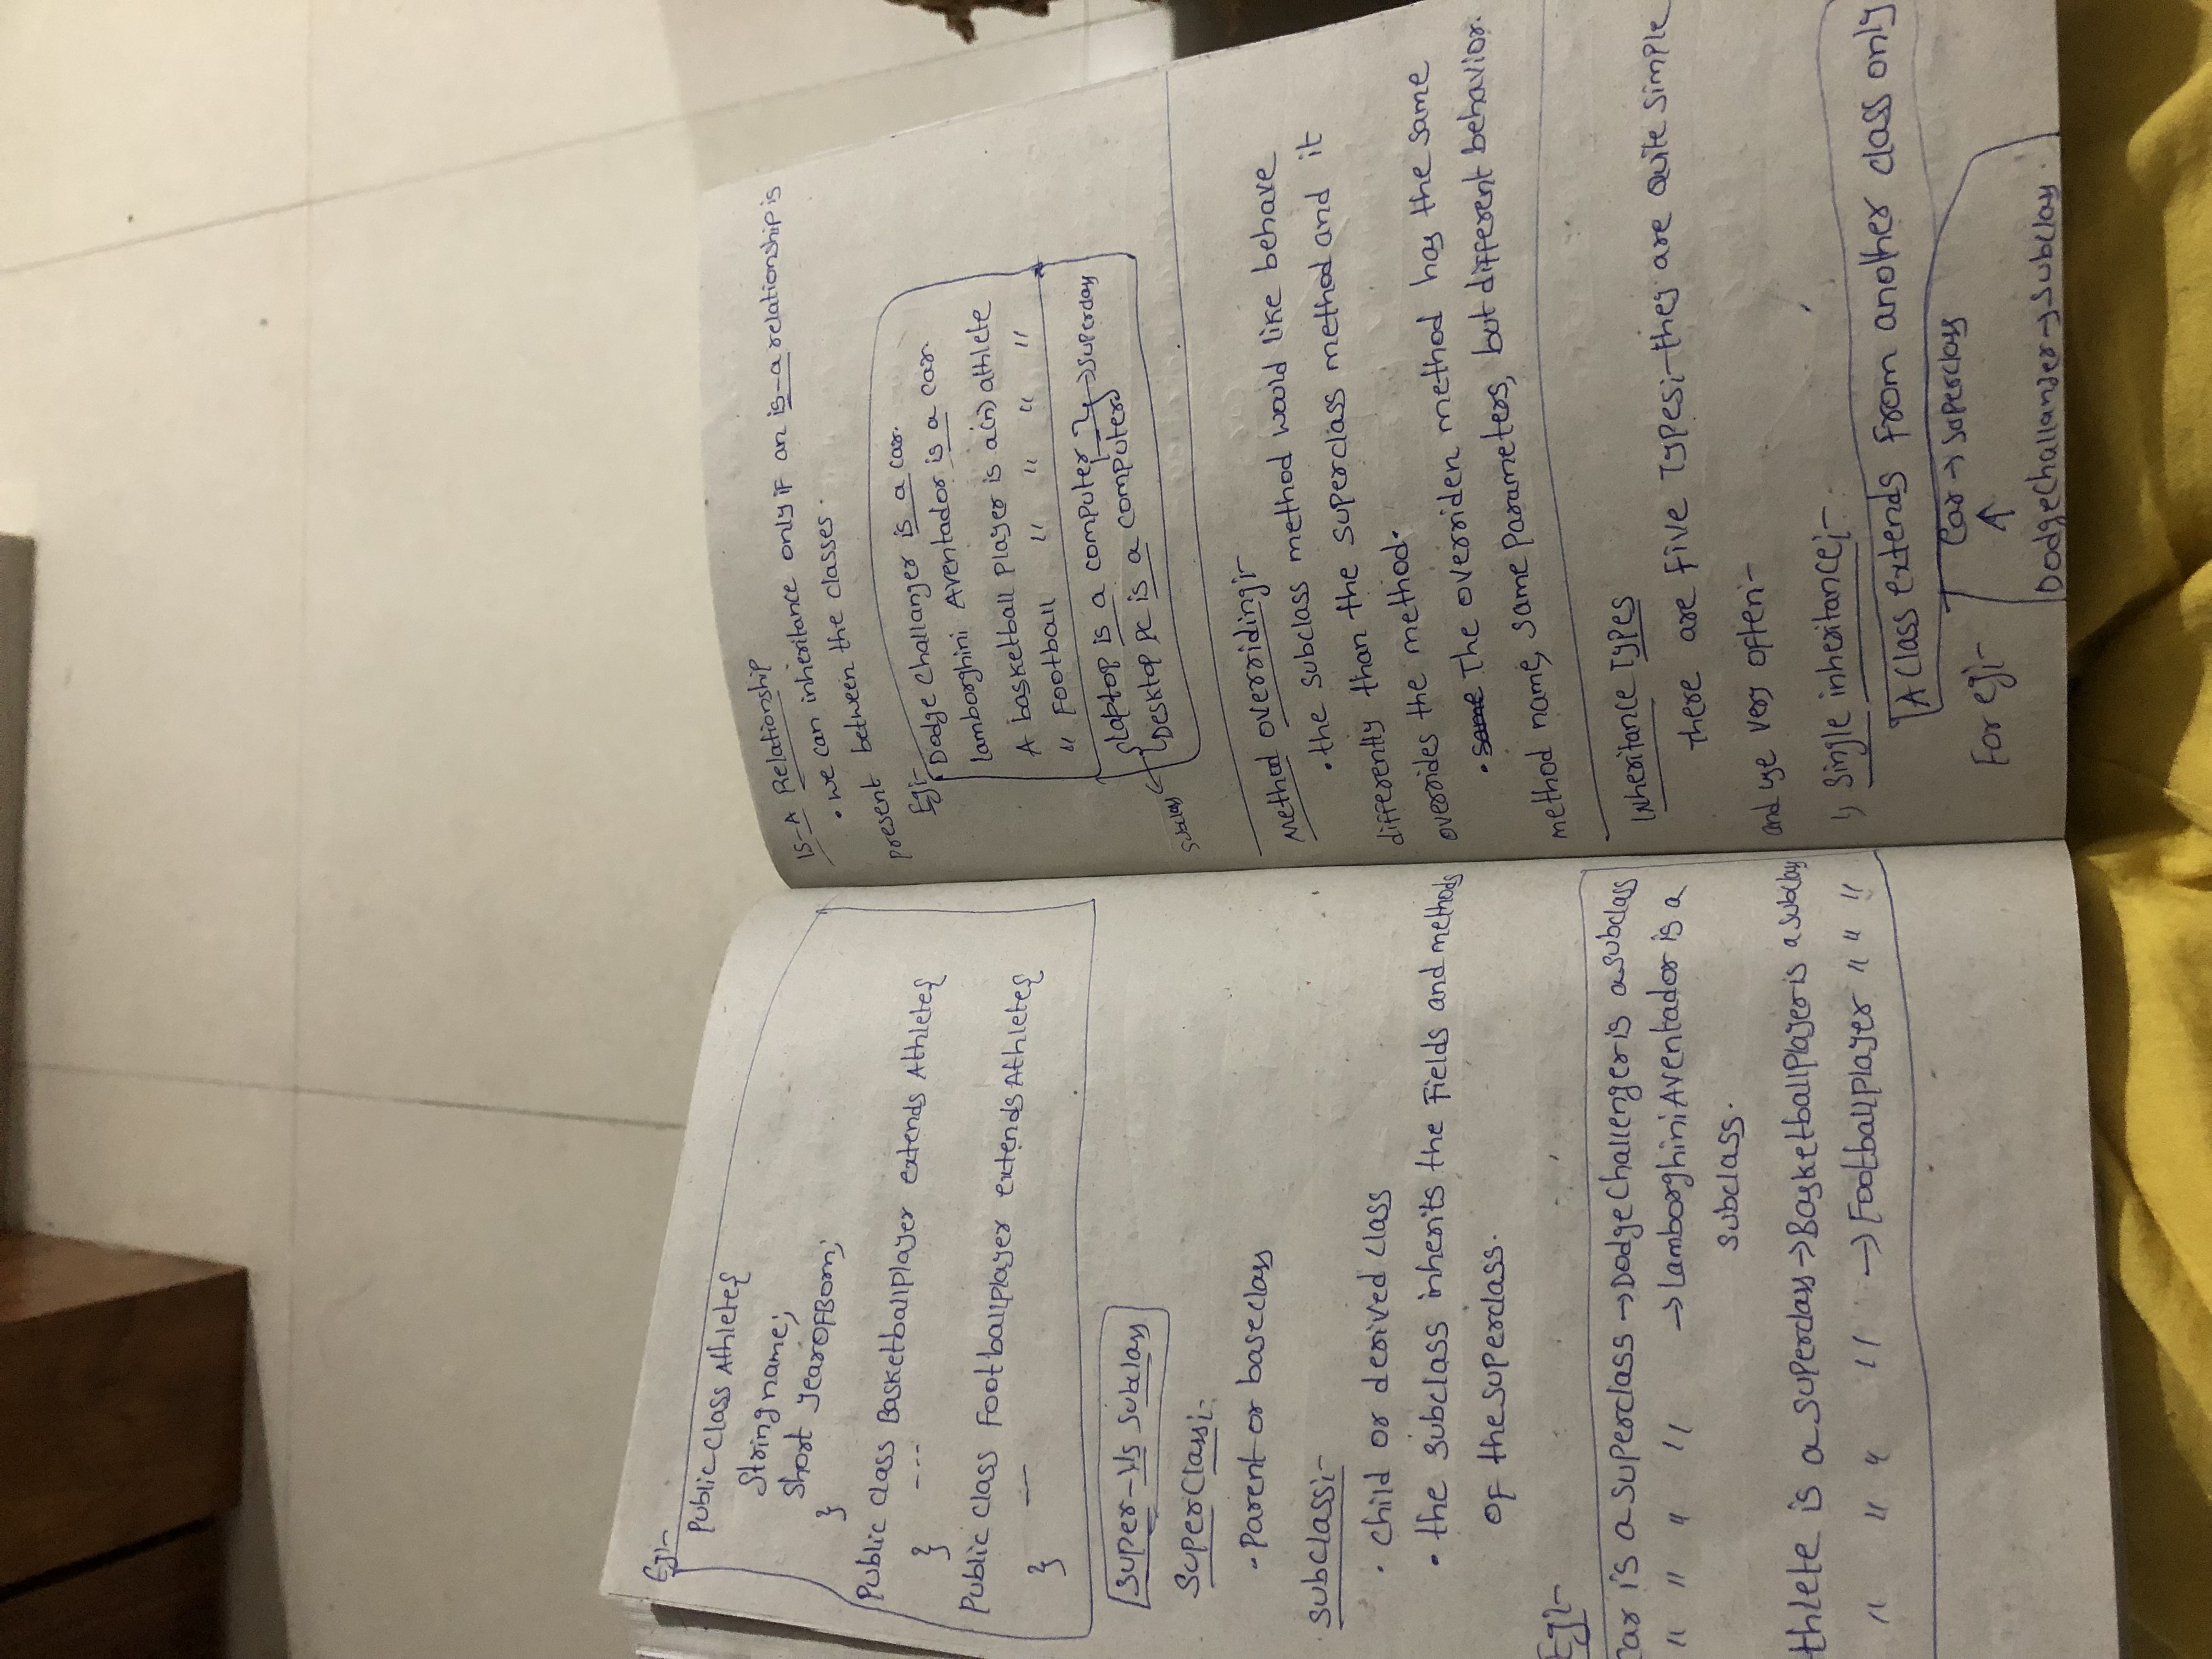 Eg:-
Public Class Athlete{
String name;
Short yearOfBorn;
}
Public class BasketballPlayer extends Athlete{
---
}
Public class FootballPlayer extends Athlete{
---
}
Super-Vs Subclass
SuperClass:-
- Parent or baseclass
Subclass:-
• child or derived class
• the subclass inherits the Fields and methods
of the superclass.
Eg:-
Car is a Superclass → DodgeChallenger is a subclass
" " " " → LamborghiniAventador is a
subclass.
thlete is a superclass → BasketballPlayer is a subclass
" " " " → FootballPlayer " " "
IS-A Relationship
• we can inheritance only if an is-a relationship is
present between the classes.
Eg:-
Dodge Challanger is a car.
lamborghini Aventador is a car.
A basketball player is a(n) athlete
" Football " " " "
laptop is a computer → superclass
Desktop PC is a computer
subclass
Method overriding:-
• the subclass method would like behave
differently than the superclass method and it
overrides the method.
• same The overriden method has the same
method name, same Parameters, but different behavior.
Inheritance Types
There are five Types:- they are quite simple
and use very often:-
1) Single inheritance:-
A class extends from another class only
For eg:-
Car → superclass
↑
DodgeChallanger → Subclass